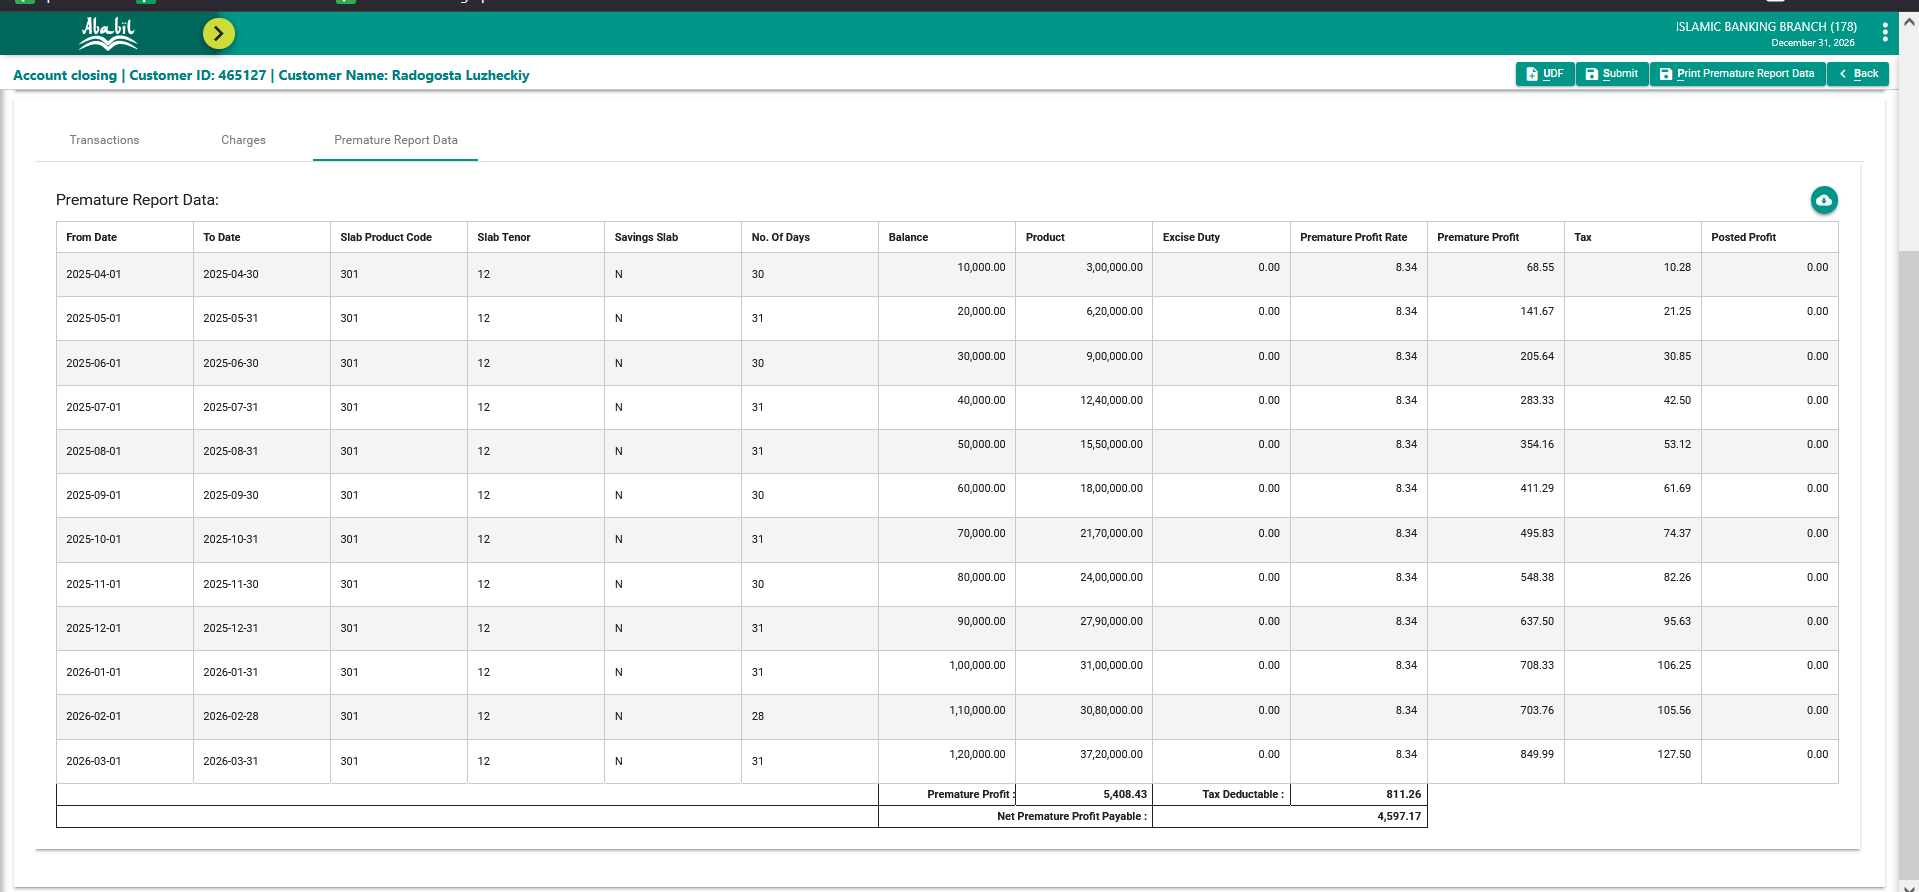 Ababil
ISLAMIC BANKING BRANCH (178)
December 31, 2026
Account closing | Customer ID: 465127 | Customer Name: Radogosta Luzheckiy
UDF Submit Print Premature Report Data Back
Transactions Charges Premature Report Data
Premature Report Data:
From Date To Date Slab Product Code Slab Tenor Savings Slab No. Of Days Balance Product Excise Duty Premature Profit Rate Premature Profit Tax Posted Profit
2025-04-01 2025-04-30 301 12 N 30 10,000.00 3,00,000.00 0.00 8.34 68.55 10.28 0.00
2025-05-01 2025-05-31 301 12 N 31 20,000.00 6,20,000.00 0.00 8.34 141.67 21.25 0.00
2025-06-01 2025-06-30 301 12 N 30 30,000.00 9,00,000.00 0.00 8.34 205.64 30.85 0.00
2025-07-01 2025-07-31 301 12 N 31 40,000.00 12,40,000.00 0.00 8.34 283.33 42.50 0.00
2025-08-01 2025-08-31 301 12 N 31 50,000.00 15,50,000.00 0.00 8.34 354.16 53.12 0.00
2025-09-01 2025-09-30 301 12 N 30 60,000.00 18,00,000.00 0.00 8.34 411.29 61.69 0.00
2025-10-01 2025-10-31 301 12 N 31 70,000.00 21,70,000.00 0.00 8.34 495.83 74.37 0.00
2025-11-01 2025-11-30 301 12 N 30 80,000.00 24,00,000.00 0.00 8.34 548.38 82.26 0.00
2025-12-01 2025-12-31 301 12 N 31 90,000.00 27,90,000.00 0.00 8.34 637.50 95.63 0.00
2026-01-01 2026-01-31 301 12 N 31 1,00,000.00 31,00,000.00 0.00 8.34 708.33 106.25 0.00
2026-02-01 2026-02-28 301 12 N 28 1,10,000.00 30,80,000.00 0.00 8.34 703.76 105.56 0.00
2026-03-01 2026-03-31 301 12 N 31 1,20,000.00 37,20,000.00 0.00 8.34 849.99 127.50 0.00
Premature Profit : 5,408.43 Tax Deductable : 811.26
Net Premature Profit Payable : 4,597.17